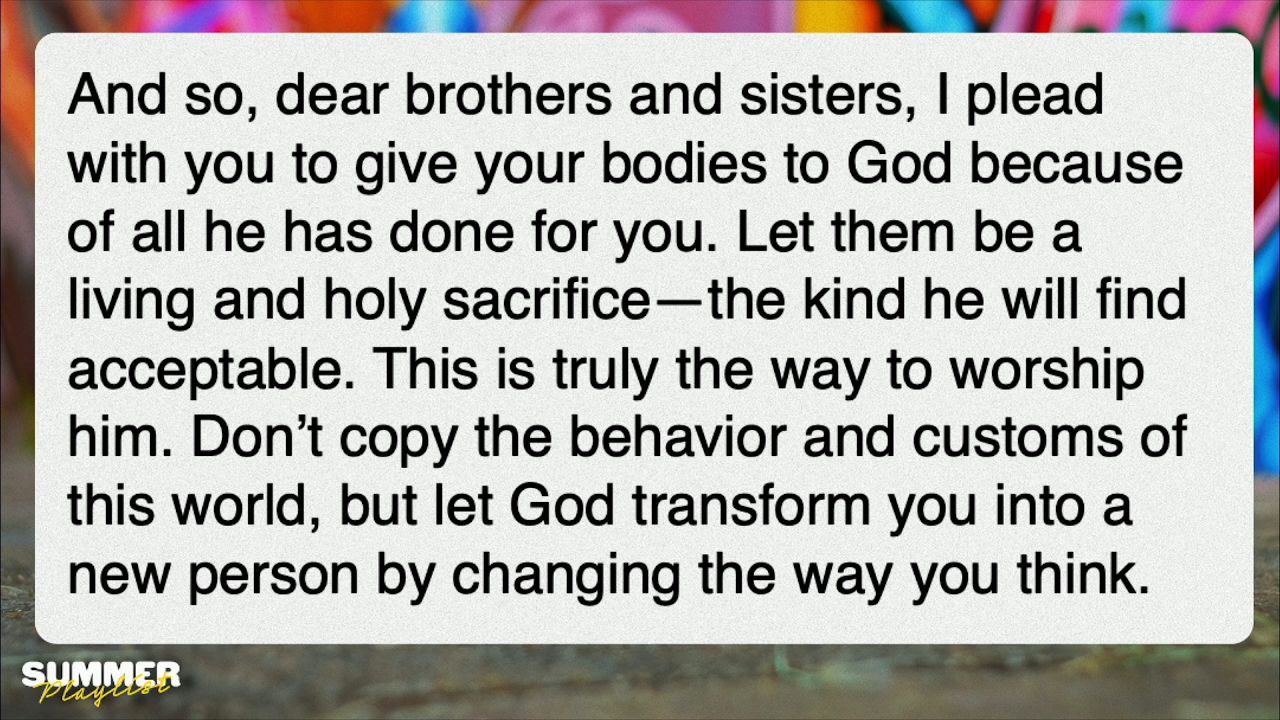 And so, dear brothers and sisters, I plead
with you to give your bodies to God because
of all he has done for you. Let them be a
living and holy sacrifice—the kind he will find
acceptable. This is truly the way to worship
him. Don’t copy the behavior and customs of
this world, but let God transform you into a
new person by changing the way you think.
SUMMER
Playlist